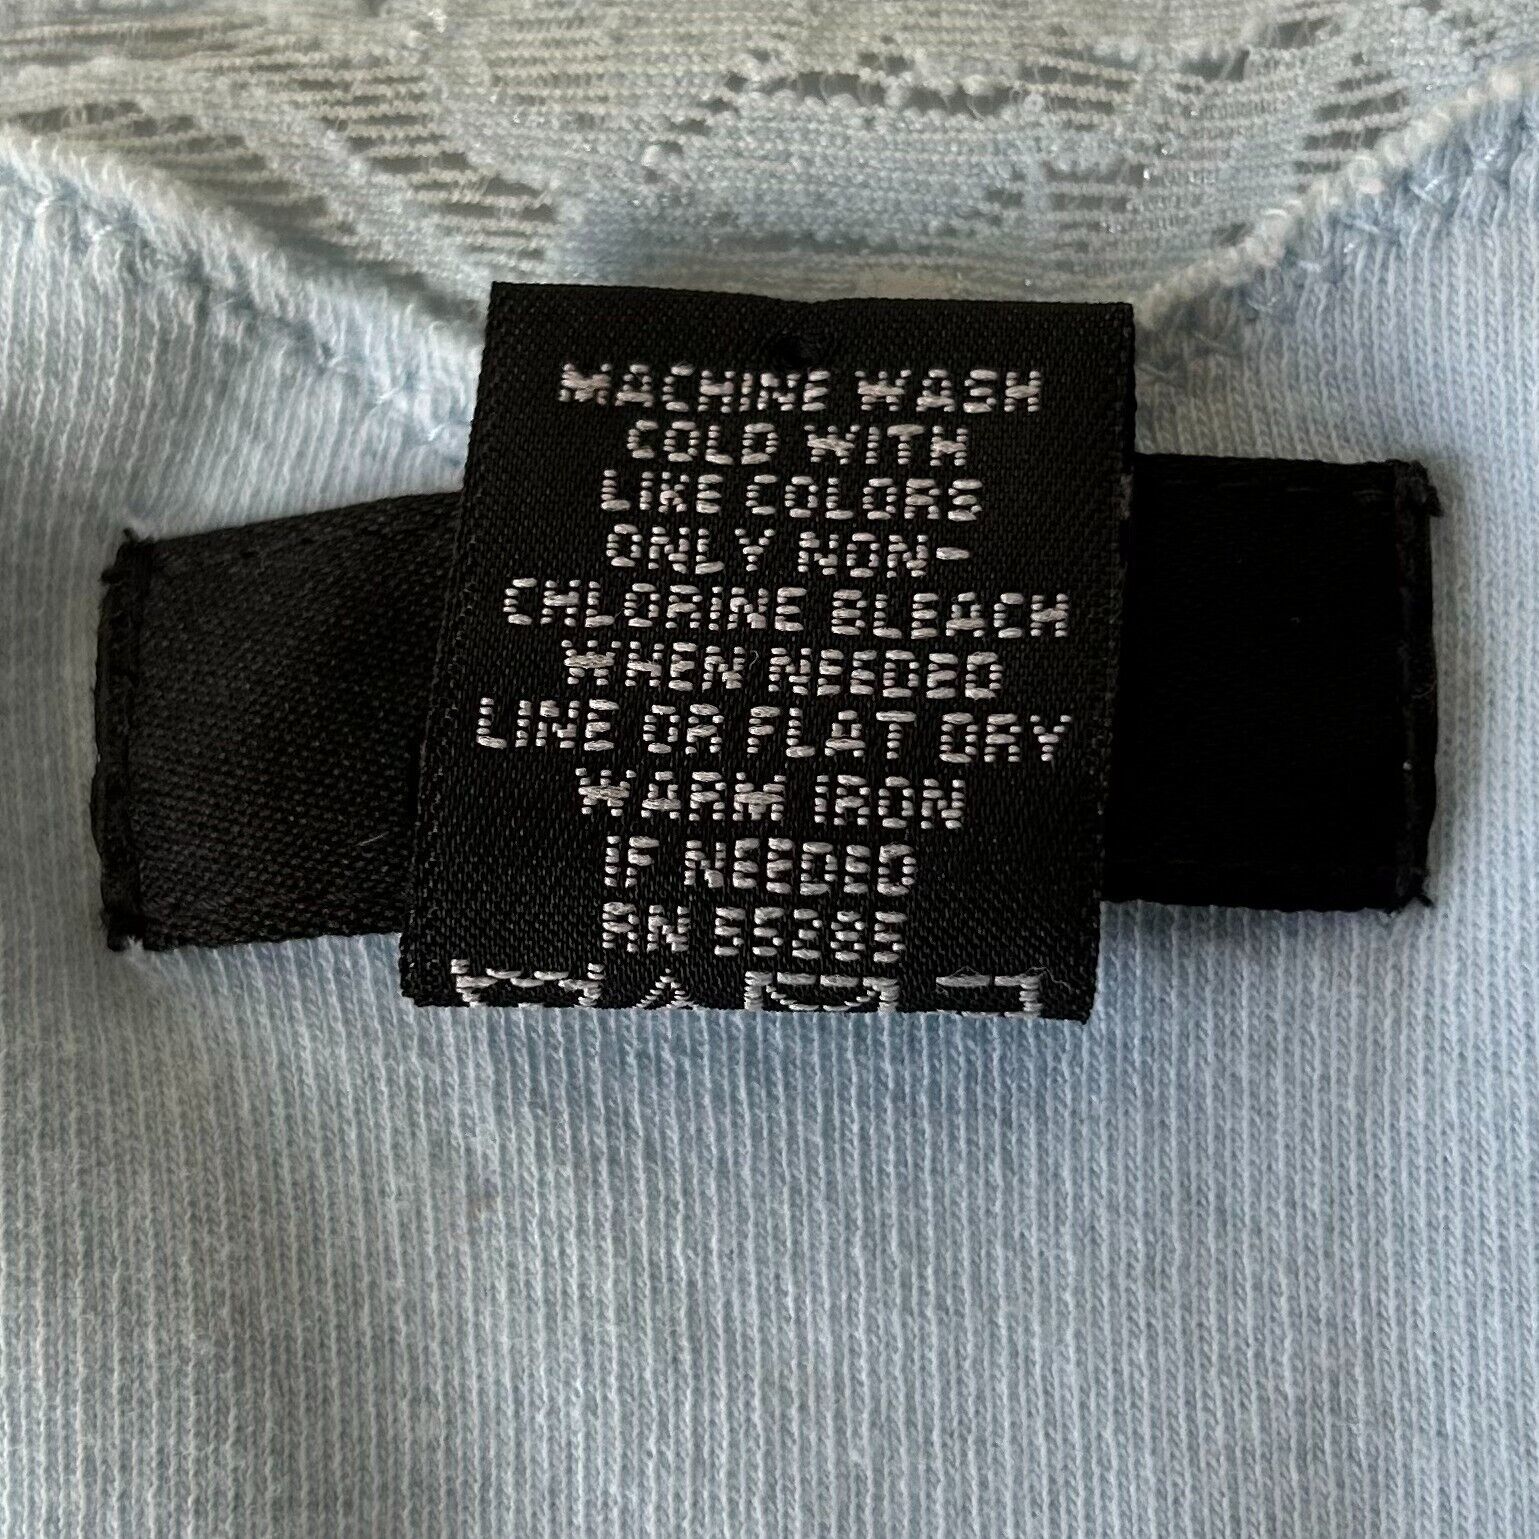 MACHINE WASH
COLD WITH
LIKE COLORS
ONLY NON-
CHLORINE BLEACH
WHEN NEEDED
LINE OR FLAT DRY
WARM IRON
IF NEEDED
RN 56285